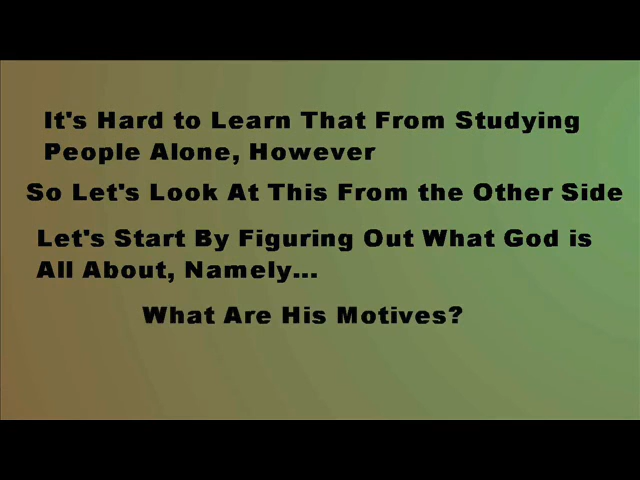 It's Hard to Learn That From Studying
People Alone, However
So Let's Look At This From the Other Side
Let's Start By Figuring Out What God is
All About, Namely...
What Are His Motives?